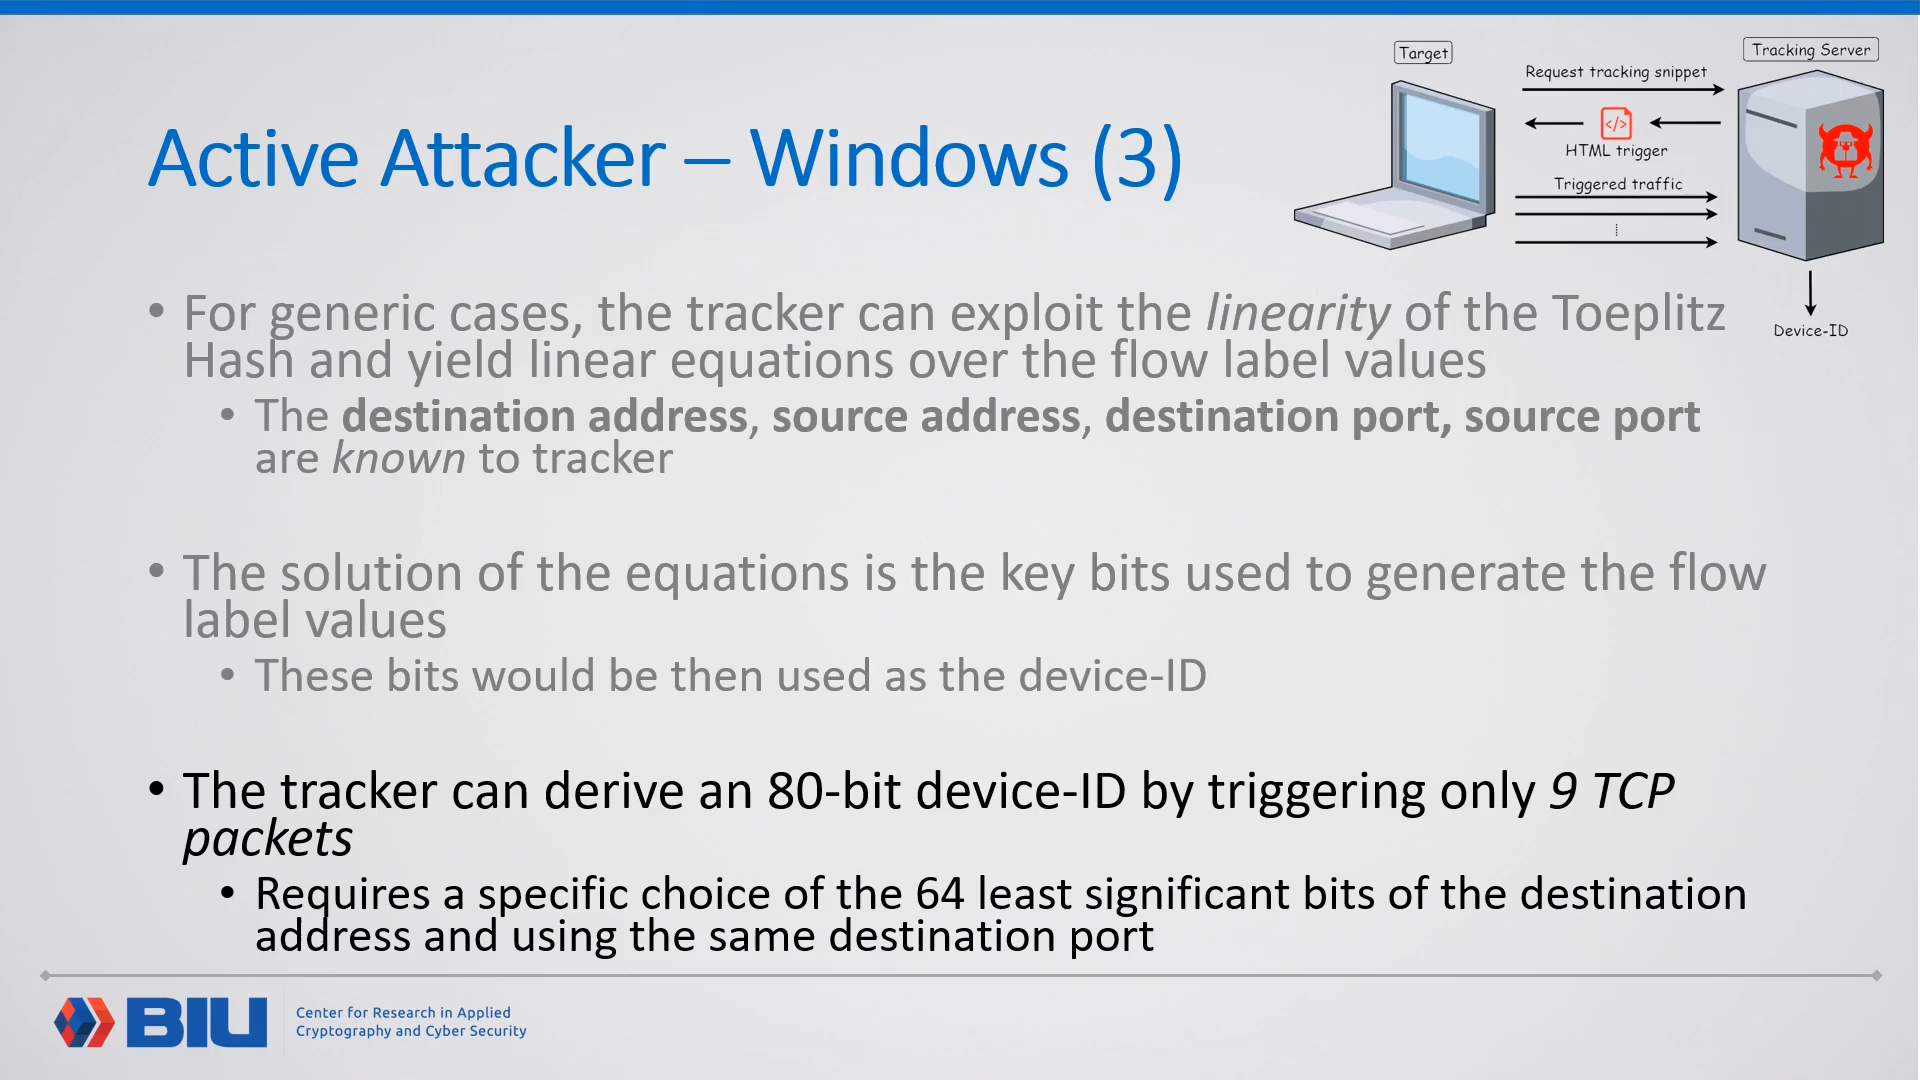 Target
Tracking Server
Request tracking snippet
</>
HTML trigger
Triggered traffic
Device-ID
Active Attacker – Windows (3)
• For generic cases, the tracker can exploit the linearity of the Toeplitz
Hash and yield linear equations over the flow label values
• The destination address, source address, destination port, source port
are known to tracker
• The solution of the equations is the key bits used to generate the flow
label values
• These bits would be then used as the device-ID
• The tracker can derive an 80-bit device-ID by triggering only 9 TCP
packets
• Requires a specific choice of the 64 least significant bits of the destination
address and using the same destination port
BIU
Center for Research in Applied
Cryptography and Cyber Security